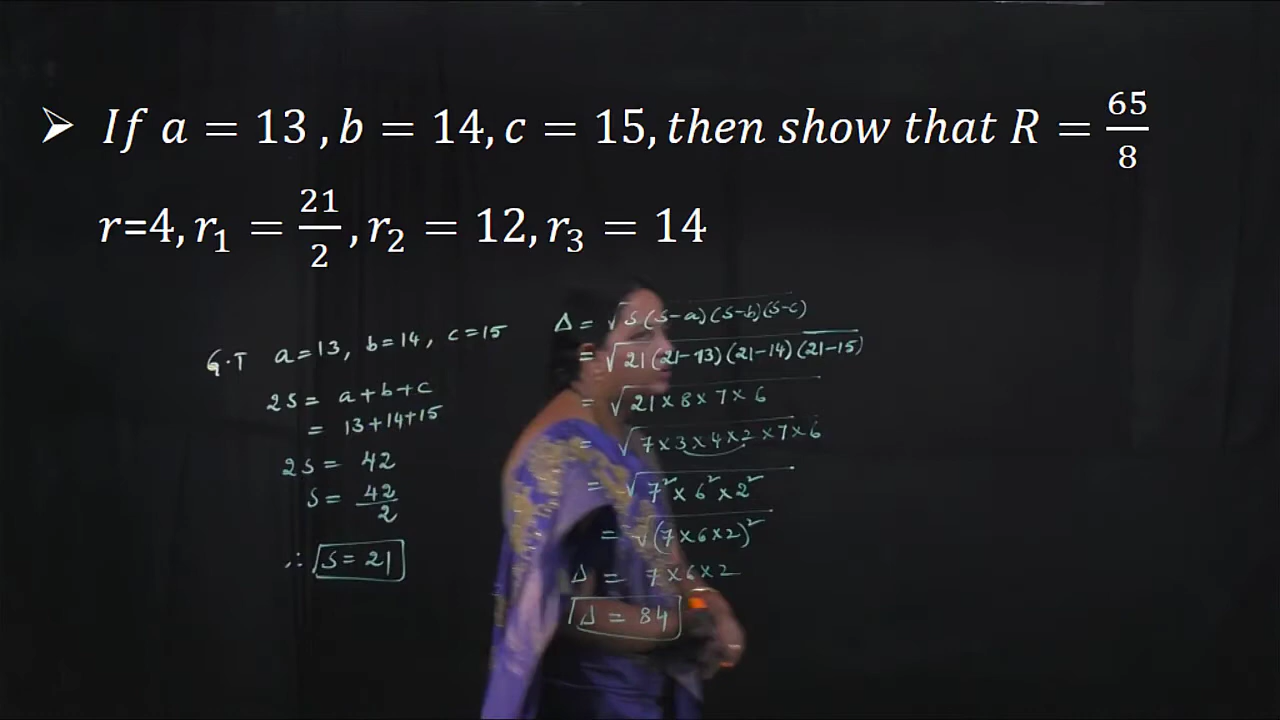 ➢ If a = 13 , b = 14, c = 15, then show that R = 65/8
r=4, r₁ = 21/2 , r₂ = 12, r₃ = 14
G.T a=13, b=14, c=15
2S = a+b+c
= 13+14+15
2S = 42
S = 42/2
∴ S = 21
Δ = √S(S-a)(S-b)(S-c)
= √21(21-13)(21-14)(21-15)
= √21×8×7×6
= √7×3×4×2×7×6
= √7²×6²×2²
= √(7×6×2)²
Δ = 7×6×2
Δ = 84